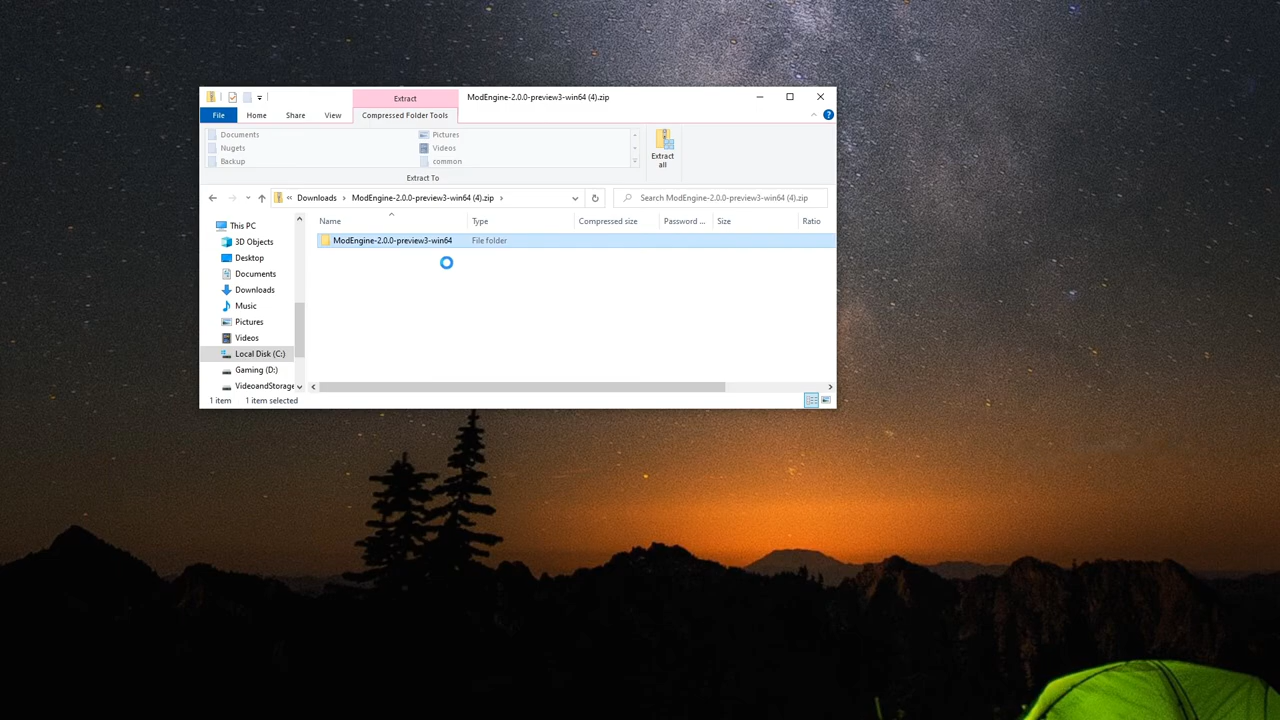 Extract
ModEngine-2.0.0-preview3-win64 (4).zip
File
Home
Share
View
Compressed Folder Tools
Documents
Pictures
Nugets
Videos
Backup
common
Extract all
Extract To
Downloads > ModEngine-2.0.0-preview3-win64 (4).zip >
Search ModEngine-2.0.0-preview3-win64 (4).zip
Name
Type
Compressed size
Password ...
Size
Ratio
ModEngine-2.0.0-preview3-win64
File folder
This PC
3D Objects
Desktop
Documents
Downloads
Music
Pictures
Videos
Local Disk (C:)
Gaming (D:)
VideoandStorage
1 item
1 item selected